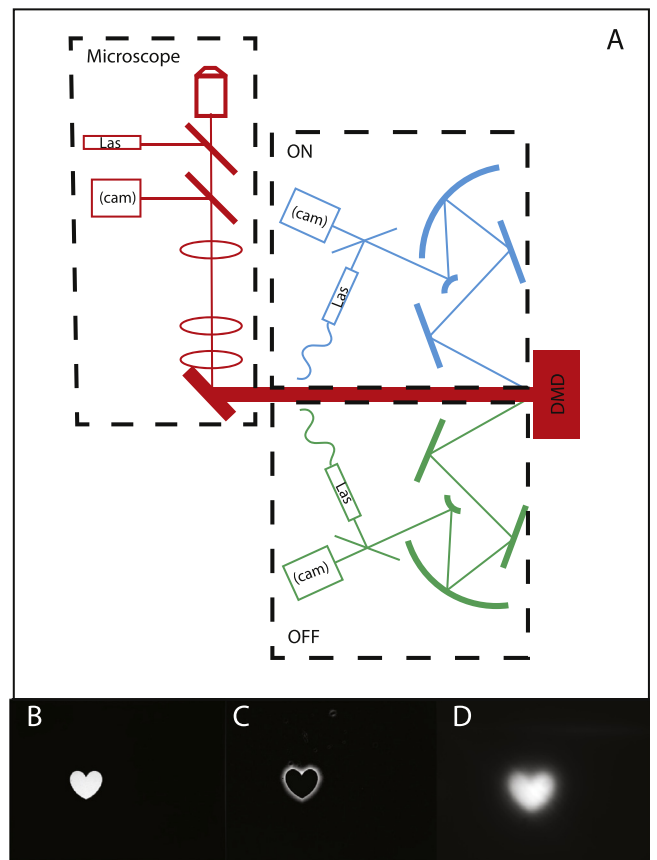 A
Microscope
Las
(cam)
ON
(cam)
Las
DMD
Las
(cam)
OFF
B
C
D